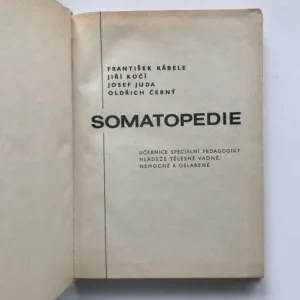 FRANTIŠEK KÁBELE
JIŘÍ KOČÍ
JOSEF JUDA
OLDŘICH ČERNÝ
SOMATOPEDIE
UČEBNICE SPECIÁLNÍ PEDAGOGIKY
MLÁDEŽE TĚLESNĚ VADNÉ,
NEMOCNÉ A OSLABENÉ